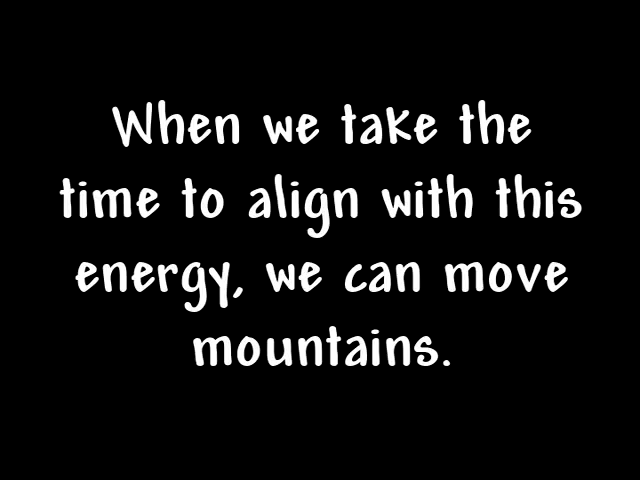 When we take the
time to align with this
energy, we can move
mountains.